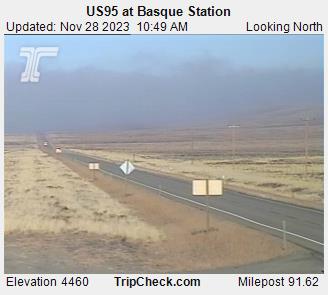 US95 at Basque Station
Updated: Nov 28 2023 10:49 AM Looking North
Elevation 4460 TripCheck.com Milepost 91.62